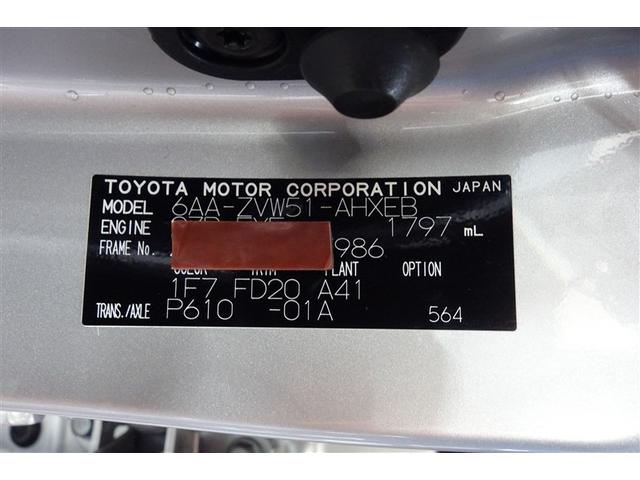 TOYOTA MOTOR CORPORATION JAPAN
MODEL 6AA-ZVW51-AHXEB
ENGINE 1797 mL
FRAME No. 986
COLOR TRIM PLANT OPTION
1F7 FD20 A41
TRANS./AXLE P610 -01A 564